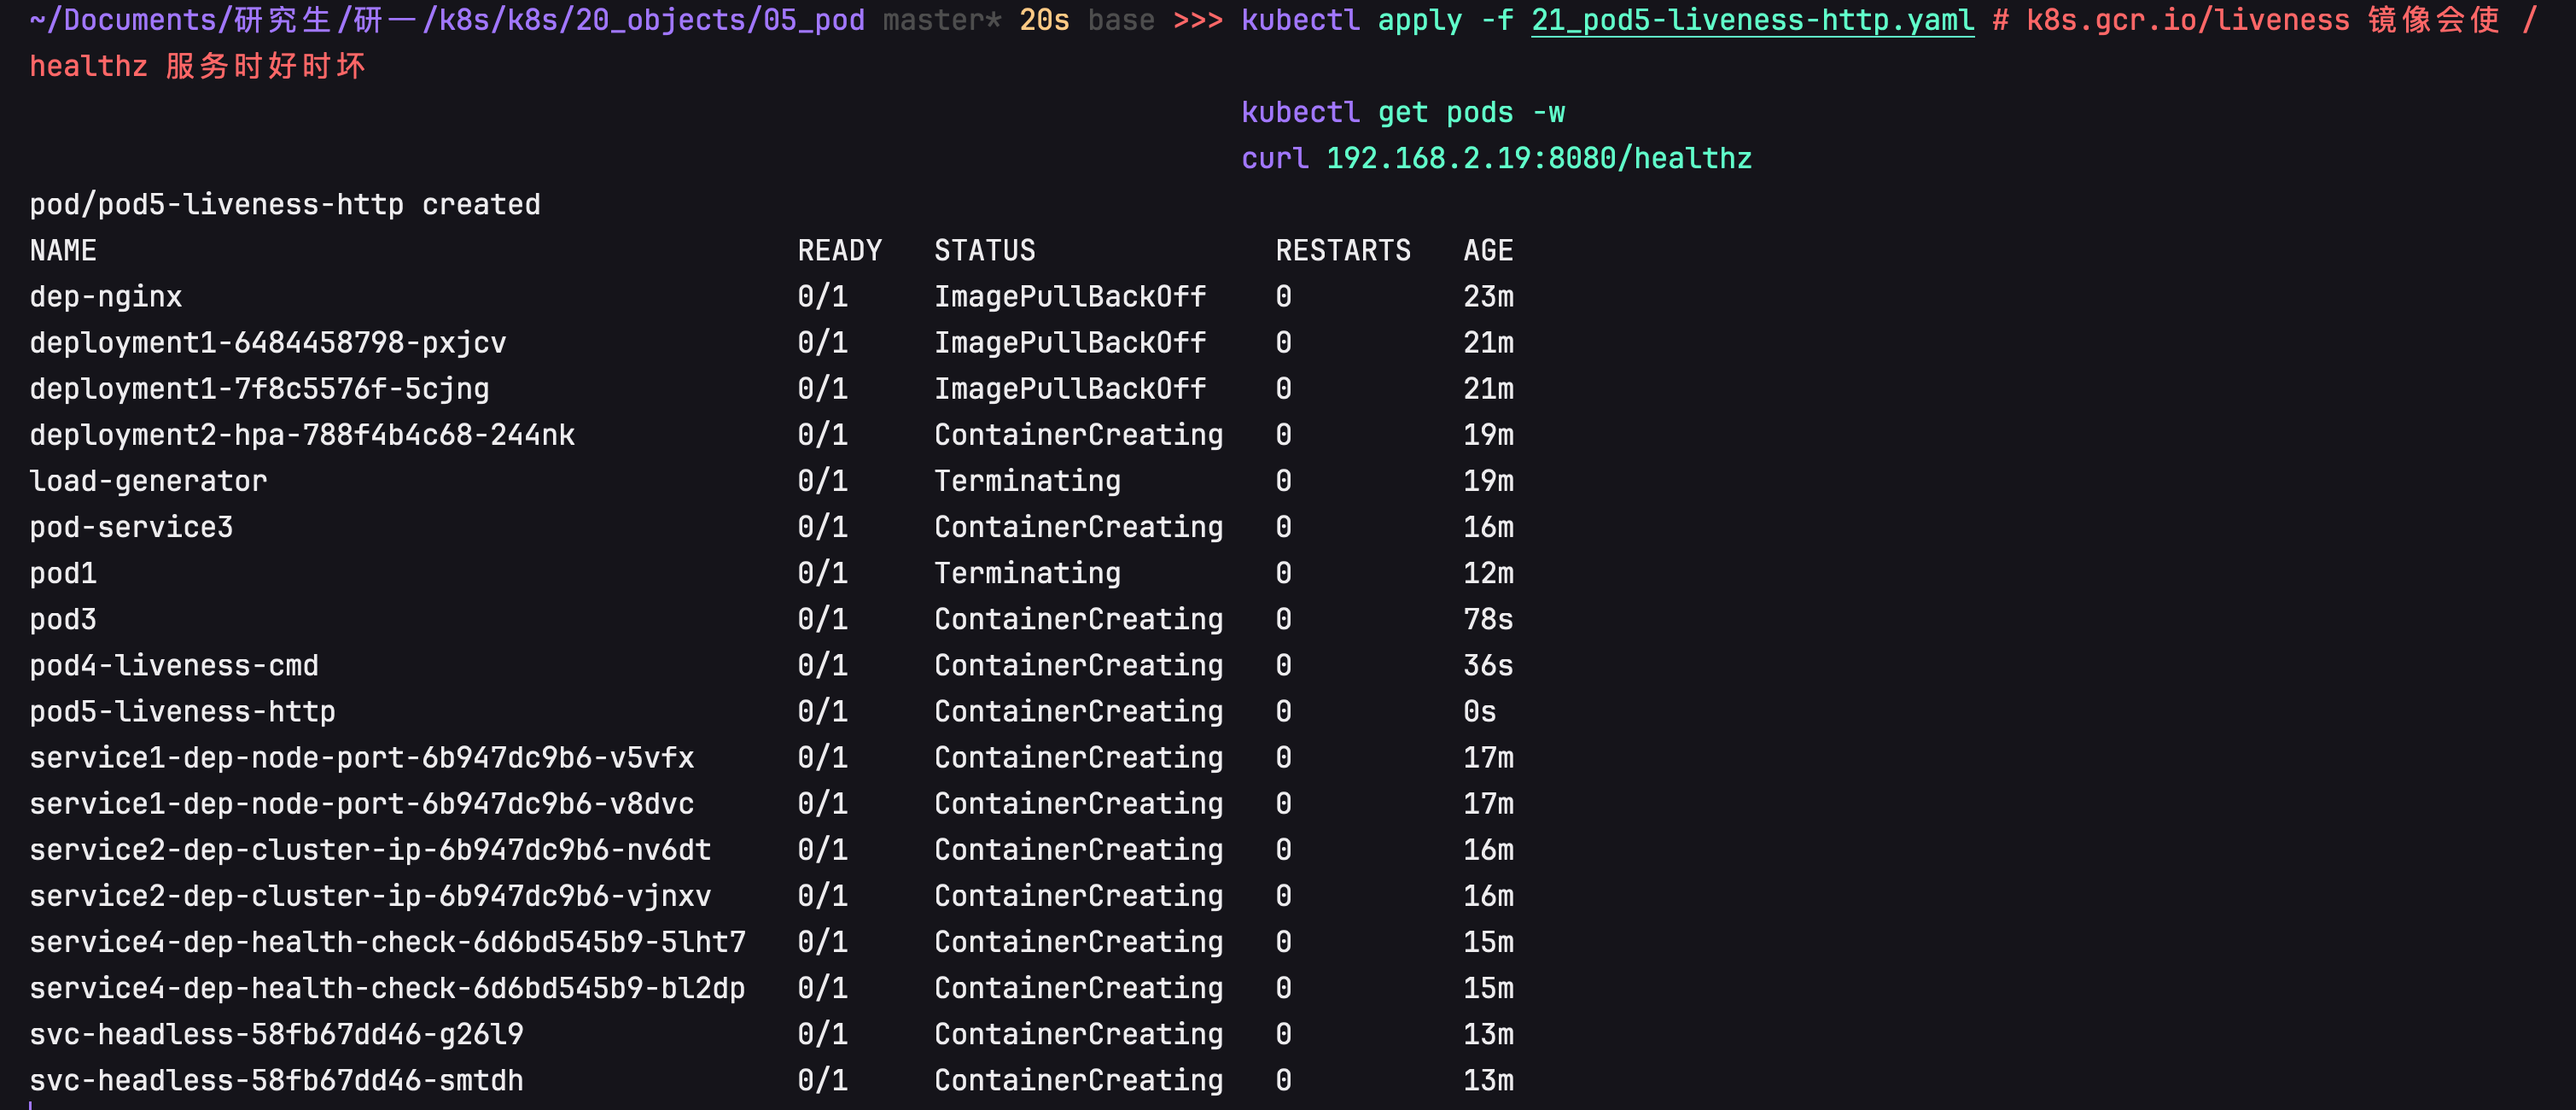 ~/Documents/研究生/研一/k8s/k8s/20_objects/05_pod master* 20s base >>> kubectl apply -f 21_pod5-liveness-http.yaml # k8s.gcr.io/liveness 镜像会使 /
healthz 服务时好时坏
kubectl get pods -w
curl 192.168.2.19:8080/healthz
pod/pod5-liveness-http created
NAME READY STATUS RESTARTS AGE
dep-nginx 0/1 ImagePullBackOff 0 23m
deployment1-6484458798-pxjcv 0/1 ImagePullBackOff 0 21m
deployment1-7f8c5576f-5cjng 0/1 ImagePullBackOff 0 21m
deployment2-hpa-788f4b4c68-244nk 0/1 ContainerCreating 0 19m
load-generator 0/1 Terminating 0 19m
pod-service3 0/1 ContainerCreating 0 16m
pod1 0/1 Terminating 0 12m
pod3 0/1 ContainerCreating 0 78s
pod4-liveness-cmd 0/1 ContainerCreating 0 36s
pod5-liveness-http 0/1 ContainerCreating 0 0s
service1-dep-node-port-6b947dc9b6-v5vfx 0/1 ContainerCreating 0 17m
service1-dep-node-port-6b947dc9b6-v8dvc 0/1 ContainerCreating 0 17m
service2-dep-cluster-ip-6b947dc9b6-nv6dt 0/1 ContainerCreating 0 16m
service2-dep-cluster-ip-6b947dc9b6-vjnxv 0/1 ContainerCreating 0 16m
service4-dep-health-check-6d6bd545b9-5lht7 0/1 ContainerCreating 0 15m
service4-dep-health-check-6d6bd545b9-bl2dp 0/1 ContainerCreating 0 15m
svc-headless-58fb67dd46-g26l9 0/1 ContainerCreating 0 13m
svc-headless-58fb67dd46-smtdh 0/1 ContainerCreating 0 13m